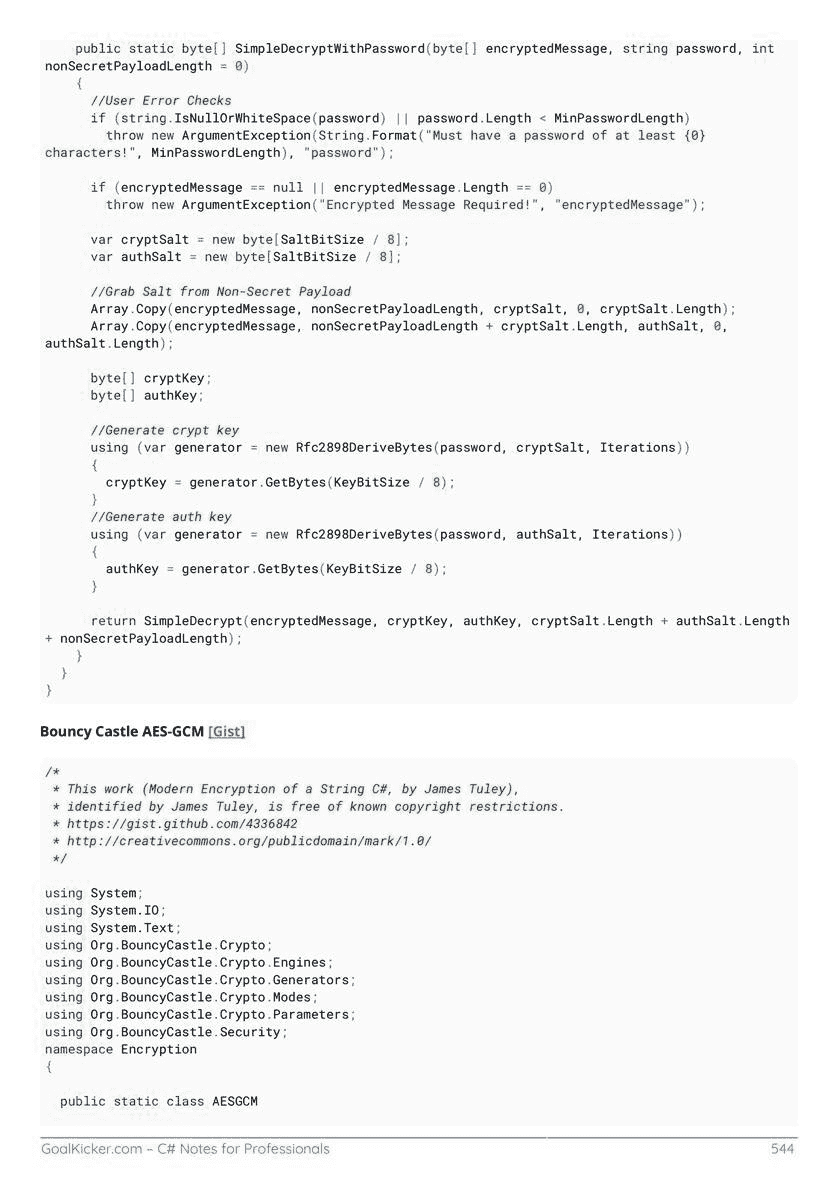 public static byte[] SimpleDecryptWithPassword(byte[] encryptedMessage, string password, int
nonSecretPayloadLength = 0)
{
//User Error Checks
if (string.IsNullOrWhiteSpace(password) || password.Length < MinPasswordLength)
throw new ArgumentException(String.Format("Must have a password of at least {0}
characters!", MinPasswordLength), "password");
if (encryptedMessage == null || encryptedMessage.Length == 0)
throw new ArgumentException("Encrypted Message Required!", "encryptedMessage");
var cryptSalt = new byte[SaltBitSize / 8];
var authSalt = new byte[SaltBitSize / 8];
//Grab Salt from Non-Secret Payload
Array.Copy(encryptedMessage, nonSecretPayloadLength, cryptSalt, 0, cryptSalt.Length);
Array.Copy(encryptedMessage, nonSecretPayloadLength + cryptSalt.Length, authSalt, 0,
authSalt.Length);
byte[] cryptKey;
byte[] authKey;
//Generate crypt key
using (var generator = new Rfc2898DeriveBytes(password, cryptSalt, Iterations))
{
cryptKey = generator.GetBytes(KeyBitSize / 8);
}
//Generate auth key
using (var generator = new Rfc2898DeriveBytes(password, authSalt, Iterations))
{
authKey = generator.GetBytes(KeyBitSize / 8);
}
return SimpleDecrypt(encryptedMessage, cryptKey, authKey, cryptSalt.Length + authSalt.Length
+ nonSecretPayloadLength);
}
}
}
Bouncy Castle AES-GCM [Gist]
/*
* This work (Modern Encryption of a String C#, by James Tuley),
* identified by James Tuley, is free of known copyright restrictions.
* https://gist.github.com/4336842
* http://creativecommons.org/publicdomain/mark/1.0/
*/
using System;
using System.IO;
using System.Text;
using Org.BouncyCastle.Crypto;
using Org.BouncyCastle.Crypto.Engines;
using Org.BouncyCastle.Crypto.Generators;
using Org.BouncyCastle.Crypto.Modes;
using Org.BouncyCastle.Crypto.Parameters;
using Org.BouncyCastle.Security;
namespace Encryption
{
public static class AESGCM
GoalKicker.com – C# Notes for Professionals
544